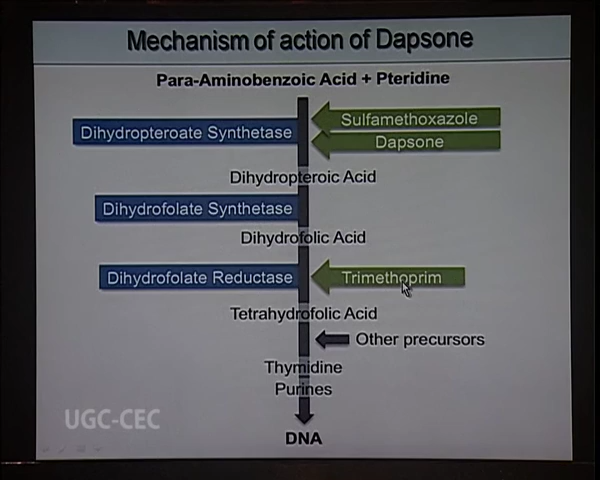 Mechanism of action of Dapsone
Para-Aminobenzoic Acid + Pteridine
Sulfamethoxazole
Dihydropteroate Synthetase
Dapsone
Dihydropteroic Acid
Dihydrofolate Synthetase
Dihydrofolic Acid
Dihydrofolate Reductase
Trimethoprim
Tetrahydrofolic Acid
Other precursors
Thymidine
Purines
UGC-CEC
DNA